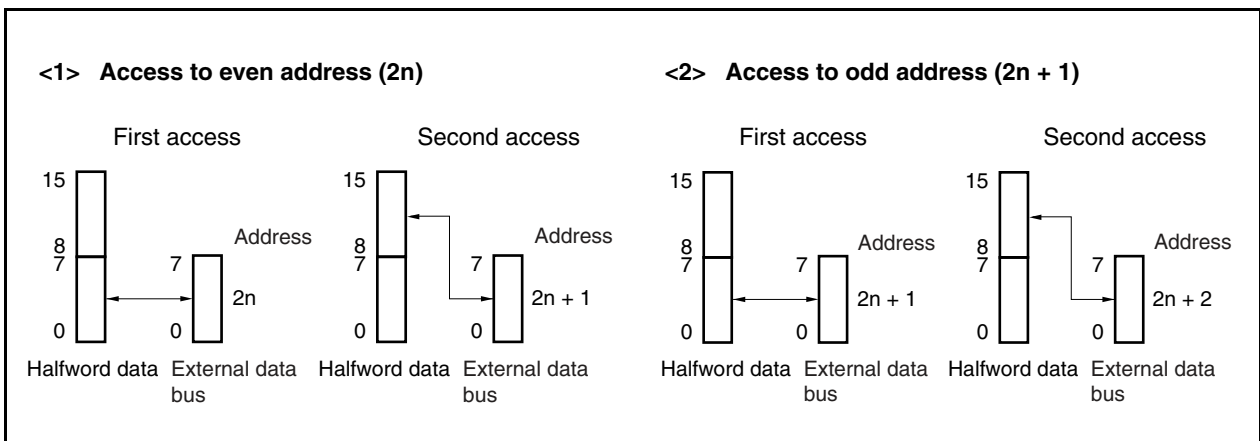 <1> Access to even address (2n)
First access
15
8
7
0
Halfword data
Address
7
2n
0
External data
bus
Second access
15
8
7
0
Halfword data
Address
7
2n + 1
0
External data
bus
<2> Access to odd address (2n + 1)
First access
15
8
7
0
Halfword data
Address
7
2n + 1
0
External data
bus
Second access
15
8
7
0
Halfword data
Address
7
2n + 2
0
External data
bus